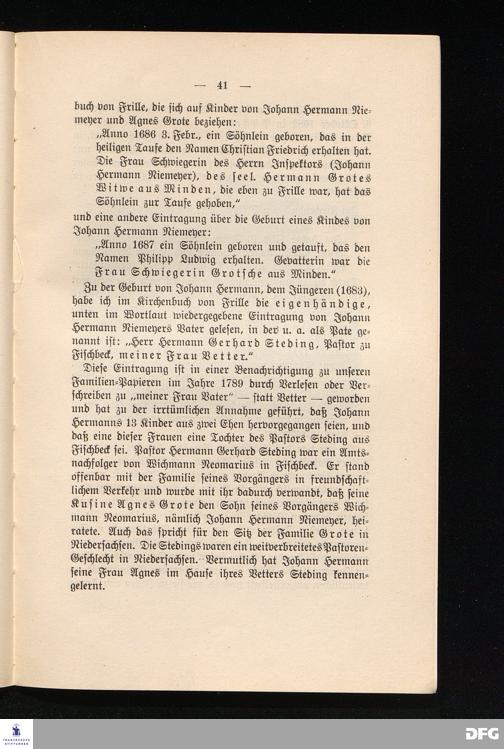 — 41 —
buch von Frille, die sich auf Kinder von Johann Hermann Nie-
meyer und Agnes Grote beziehen:
„Anno 1686 3. Febr., ein Söhnlein geboren, das in der
heiligen Taufe den Namen Christian Friedrich erhalten hat.
Die Frau Schwiegerin des Herrn Inspektors (Johann
Hermann Niemeyer), des seel. Hermann Grotes
Witwe aus Minden, die eben zu Frille war, hat das
Söhnlein zur Taufe gehoben,“
und eine andere Eintragung über die Geburt eines Kindes von
Johann Hermann Niemeyer:
„Anno 1687 ein Söhnlein geboren und getauft, das den
Namen Philipp Ludwig erhalten. Gevatterin war die
Frau Schwiegerin Grotsche aus Minden.“
Zu der Geburt von Johann Hermann, dem Jüngeren (1683),
habe ich im Kirchenbuch von Frille die eigenhändige,
unten im Wortlaut wiedergegebene Eintragung von Johann
Hermann Niemeyers Vater gelesen, in der u. a. als Pate ge-
nannt ist: „Herr Hermann Gerhard Steding, Pastor zu
Fischbeck, meiner Frau Vetter.“
Diese Eintragung ist in einer Benachrichtigung zu unseren
Familien-Papieren im Jahre 1789 durch Verlesen oder Ver-
schreiben zu „meiner Frau Vater“ — statt Vetter — geworden
und hat zu der irrtümlichen Annahme geführt, daß Johann
Hermanns 13 Kinder aus zwei Ehen hervorgegangen seien, und
daß eine dieser Frauen eine Tochter des Pastors Steding aus
Fischbeck sei. Pastor Hermann Gerhard Steding war ein Amts-
nachfolger von Wichmann Neomarius in Fischbeck. Er stand
offenbar mit der Familie seines Vorgängers in freundschaft-
lichem Verkehr und wurde mit ihr dadurch verwandt, daß seine
Kusine Agnes Grote den Sohn seines Vorgängers Wich-
mann Neomarius, nämlich Johann Hermann Niemeyer, hei-
ratete. Auch das spricht für den Sitz der Familie Grote in
Niedersachsen. Die Stedings waren ein weitverbreitetes Pastoren-
Geschlecht in Niedersachsen. Vermutlich hat Johann Hermann
seine Frau Agnes im Hause ihres Vetters Steding kennen-
gelernt.
FRANCKESCHE
STIFTUNGEN
DFG